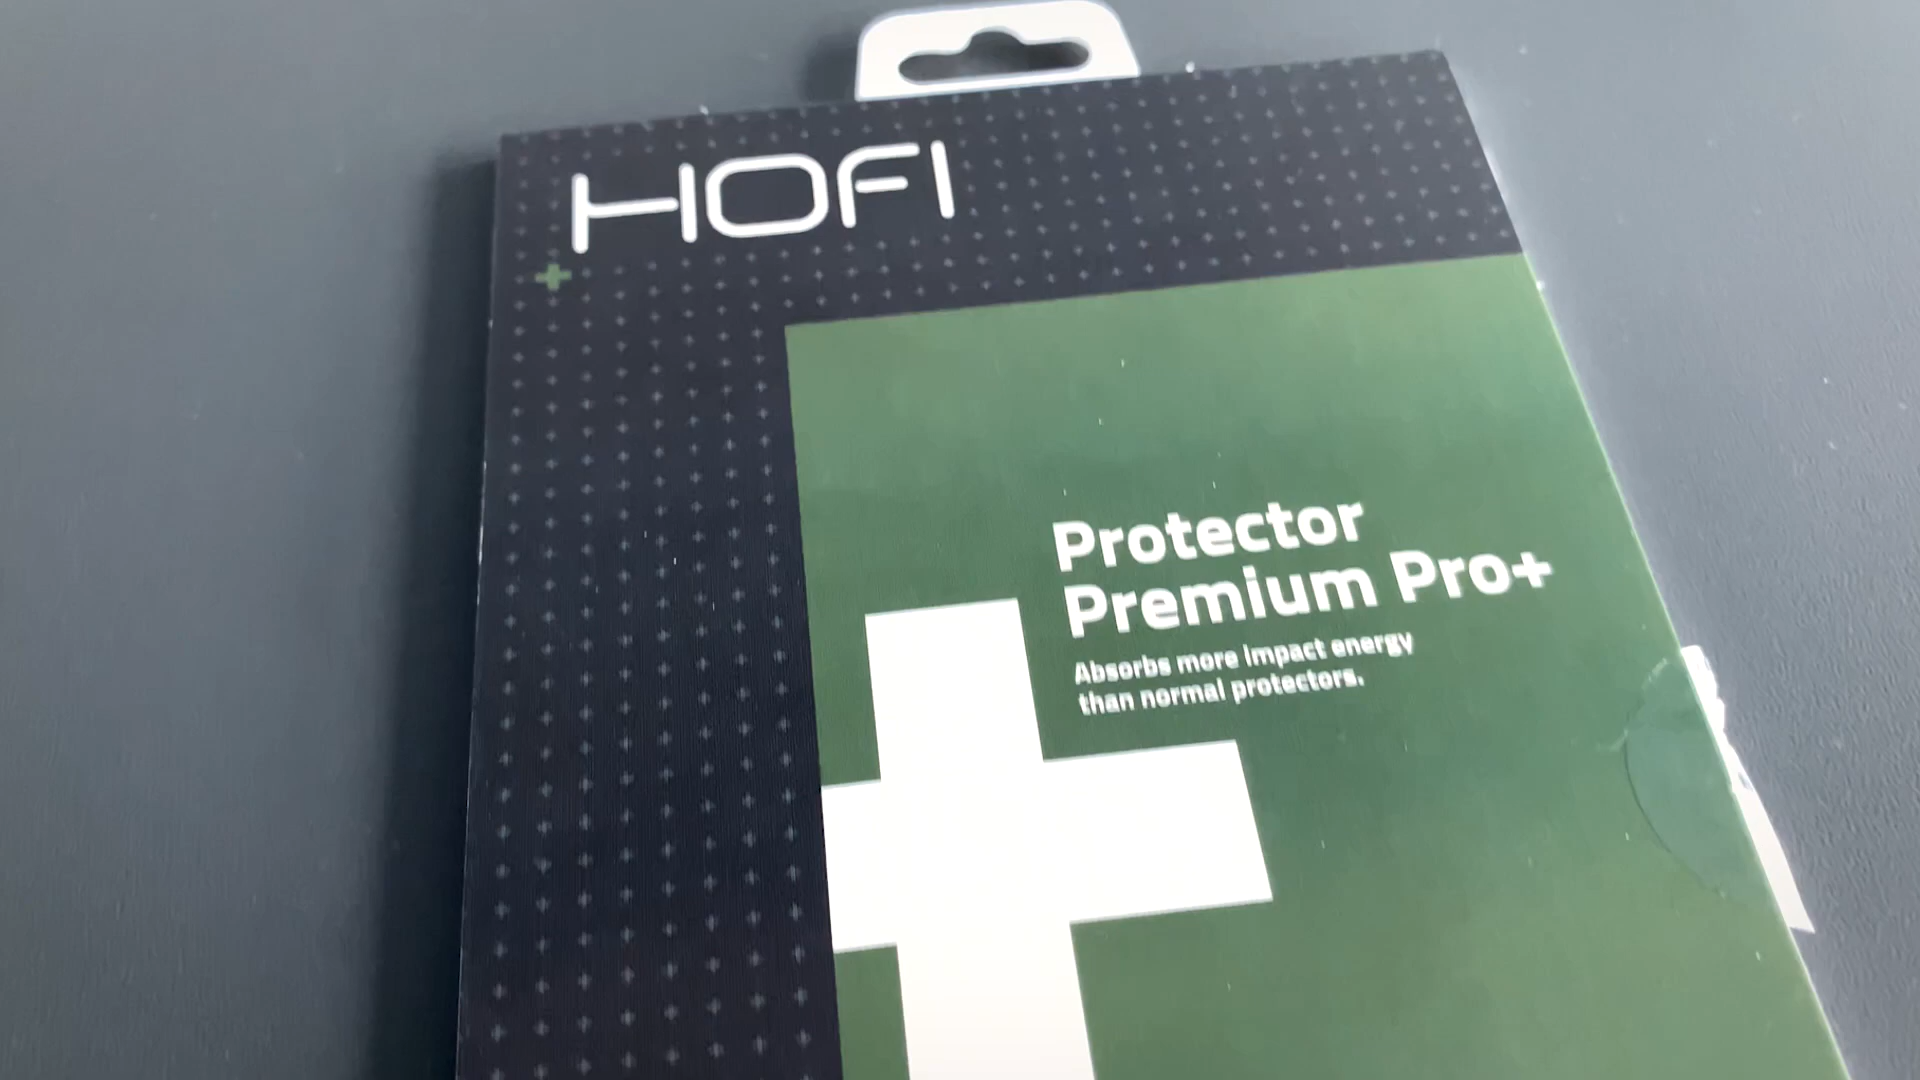 HOFI
Protector
Premium Pro+
Absorbs more impact energy
than normal protectors.